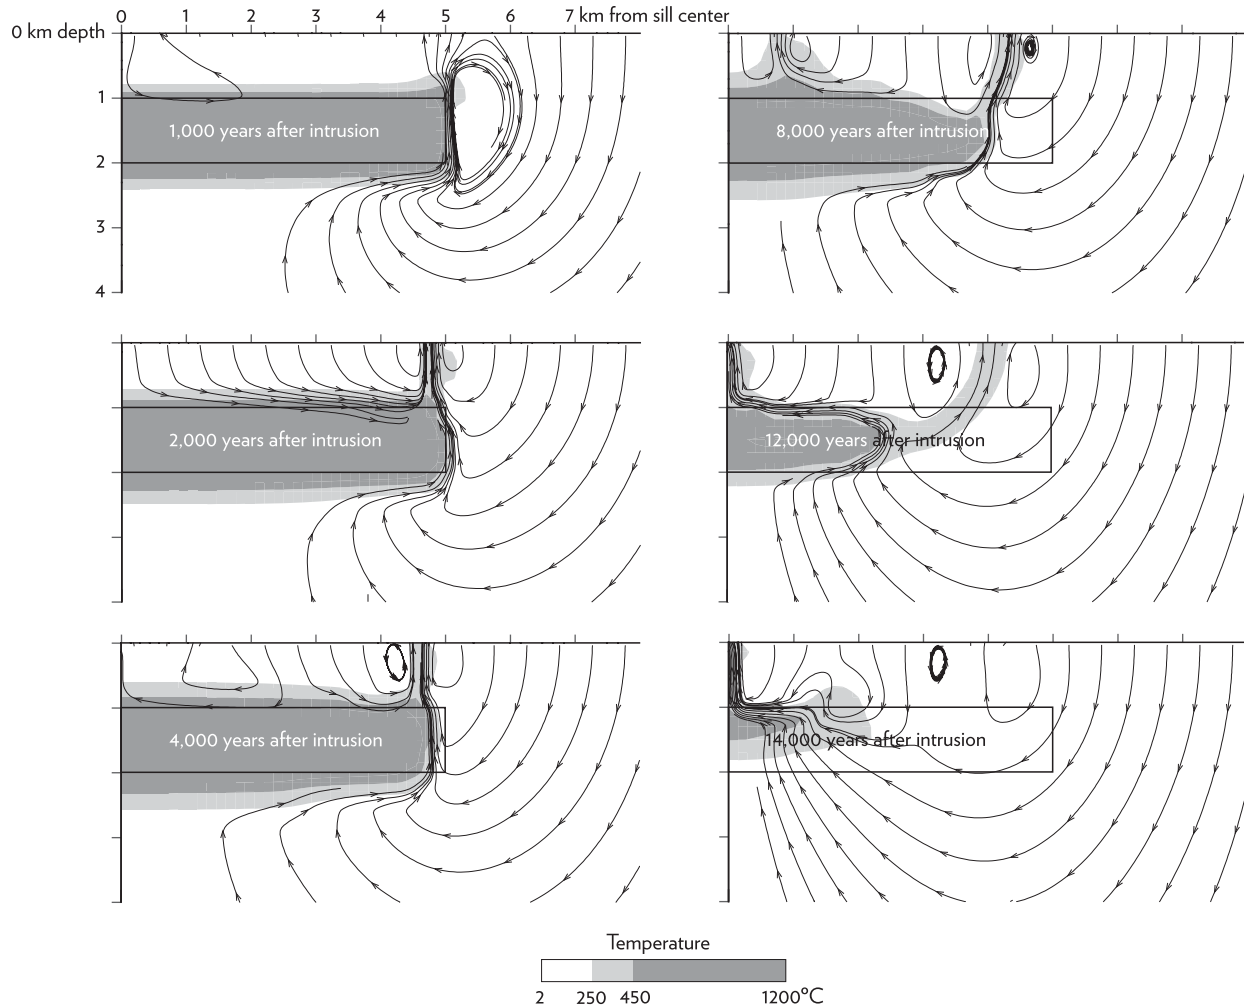 0 1 2 3 4 5 6 7 km from sill center
0 km depth
1
1,000 years after intrusion
8,000 years after intrusion
2
3
4
2,000 years after intrusion
12,000 years after intrusion
4,000 years after intrusion
14,000 years after intrusion
Temperature
2 250 450 1200°C